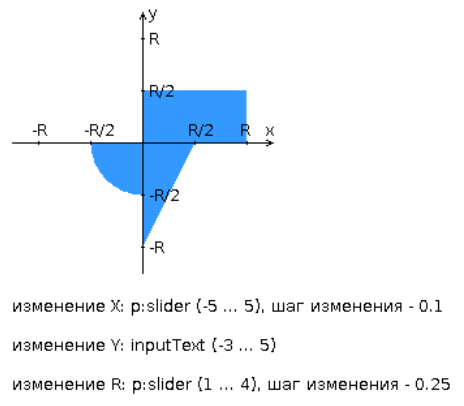 y
R
R/2
-R -R/2 R/2 R x
-R/2
-R
изменение X: p:slider (-5 ... 5), шаг изменения - 0.1
изменение Y: inputText (-3 ... 5)
изменение R: p:slider (1 ... 4), шаг изменения - 0.25